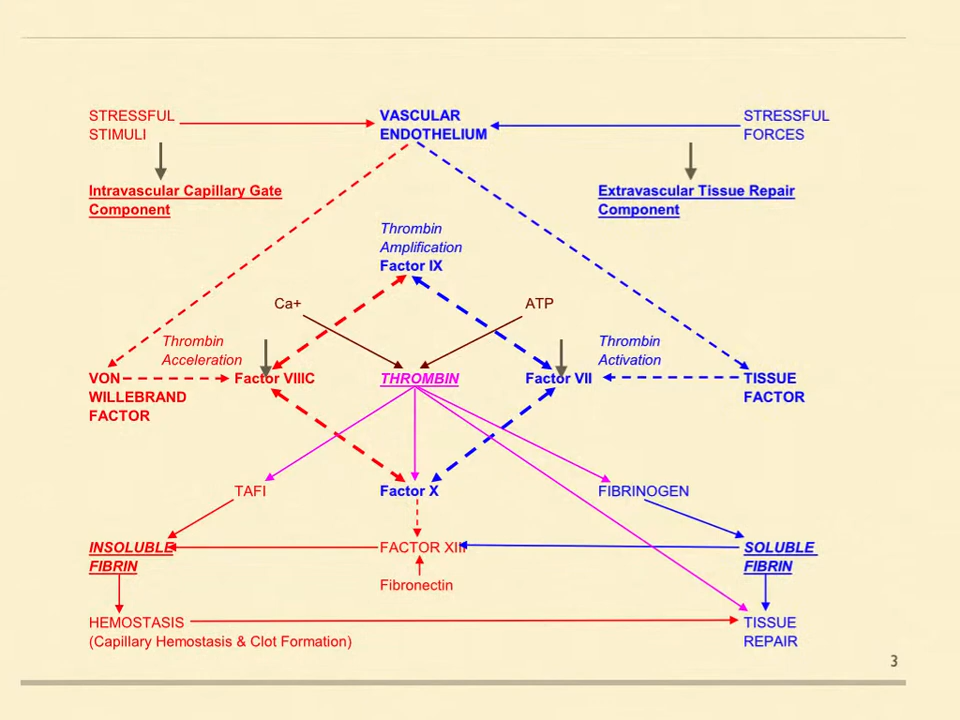 STRESSFUL
STIMULI
VASCULAR
ENDOTHELIUM
STRESSFUL
FORCES
Intravascular Capillary Gate
Component
Extravascular Tissue Repair
Component
Thrombin
Amplification
Factor IX
Ca+
ATP
Thrombin
Acceleration
Thrombin
Activation
VON
WILLEBRAND
FACTOR
Factor VIIIC
THROMBIN
Factor VII
TISSUE
FACTOR
TAFI
Factor X
FIBRINOGEN
INSOLUBLE
FIBRIN
FACTOR XIII
SOLUBLE
FIBRIN
Fibronectin
HEMOSTASIS
(Capillary Hemostasis & Clot Formation)
TISSUE
REPAIR
3